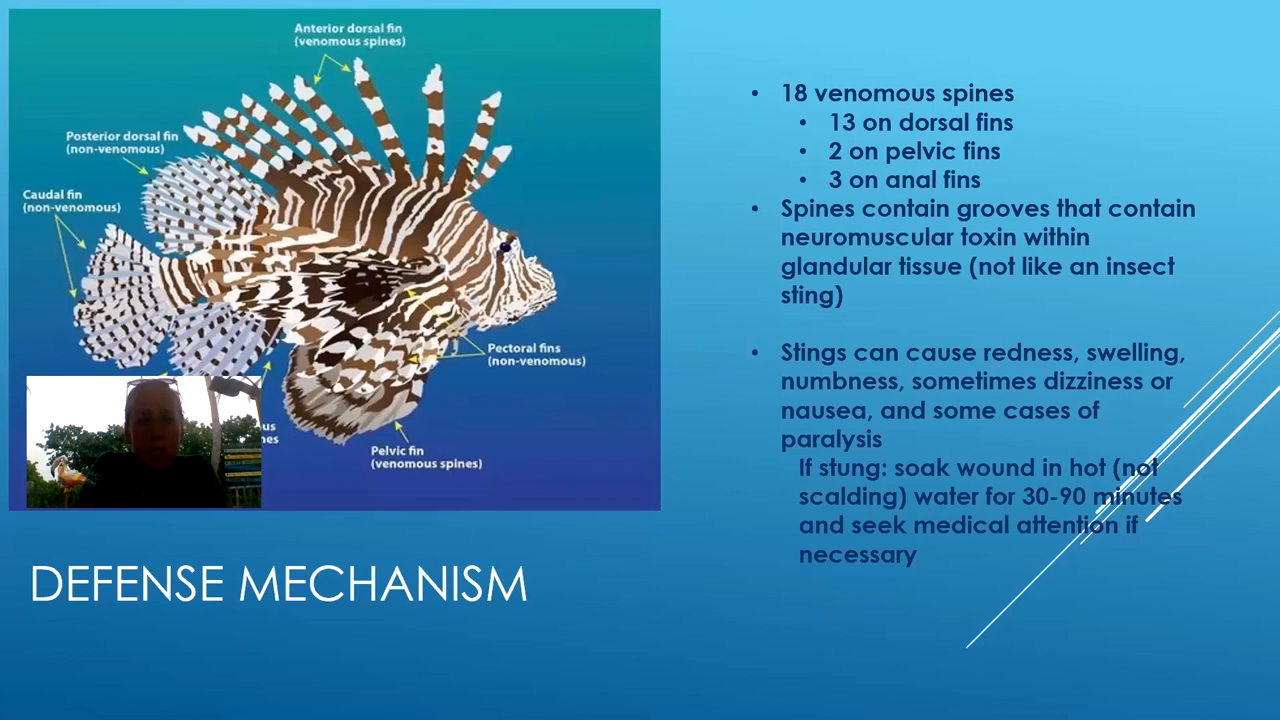 Anterior dorsal fin
(venomous spines)
Posterior dorsal fin
(non-venomous)
Caudal fin
(non-venomous)
Pectoral fins
(non-venomous)
Pelvic fin
(venomous spines)
DEFENSE MECHANISM
• 18 venomous spines
• 13 on dorsal fins
• 2 on pelvic fins
• 3 on anal fins
• Spines contain grooves that contain
neuromuscular toxin within
glandular tissue (not like an insect
sting)
• Stings can cause redness, swelling,
numbness, sometimes dizziness or
nausea, and some cases of
paralysis
If stung: soak wound in hot (not
scalding) water for 30-90 minutes
and seek medical attention if
necessary